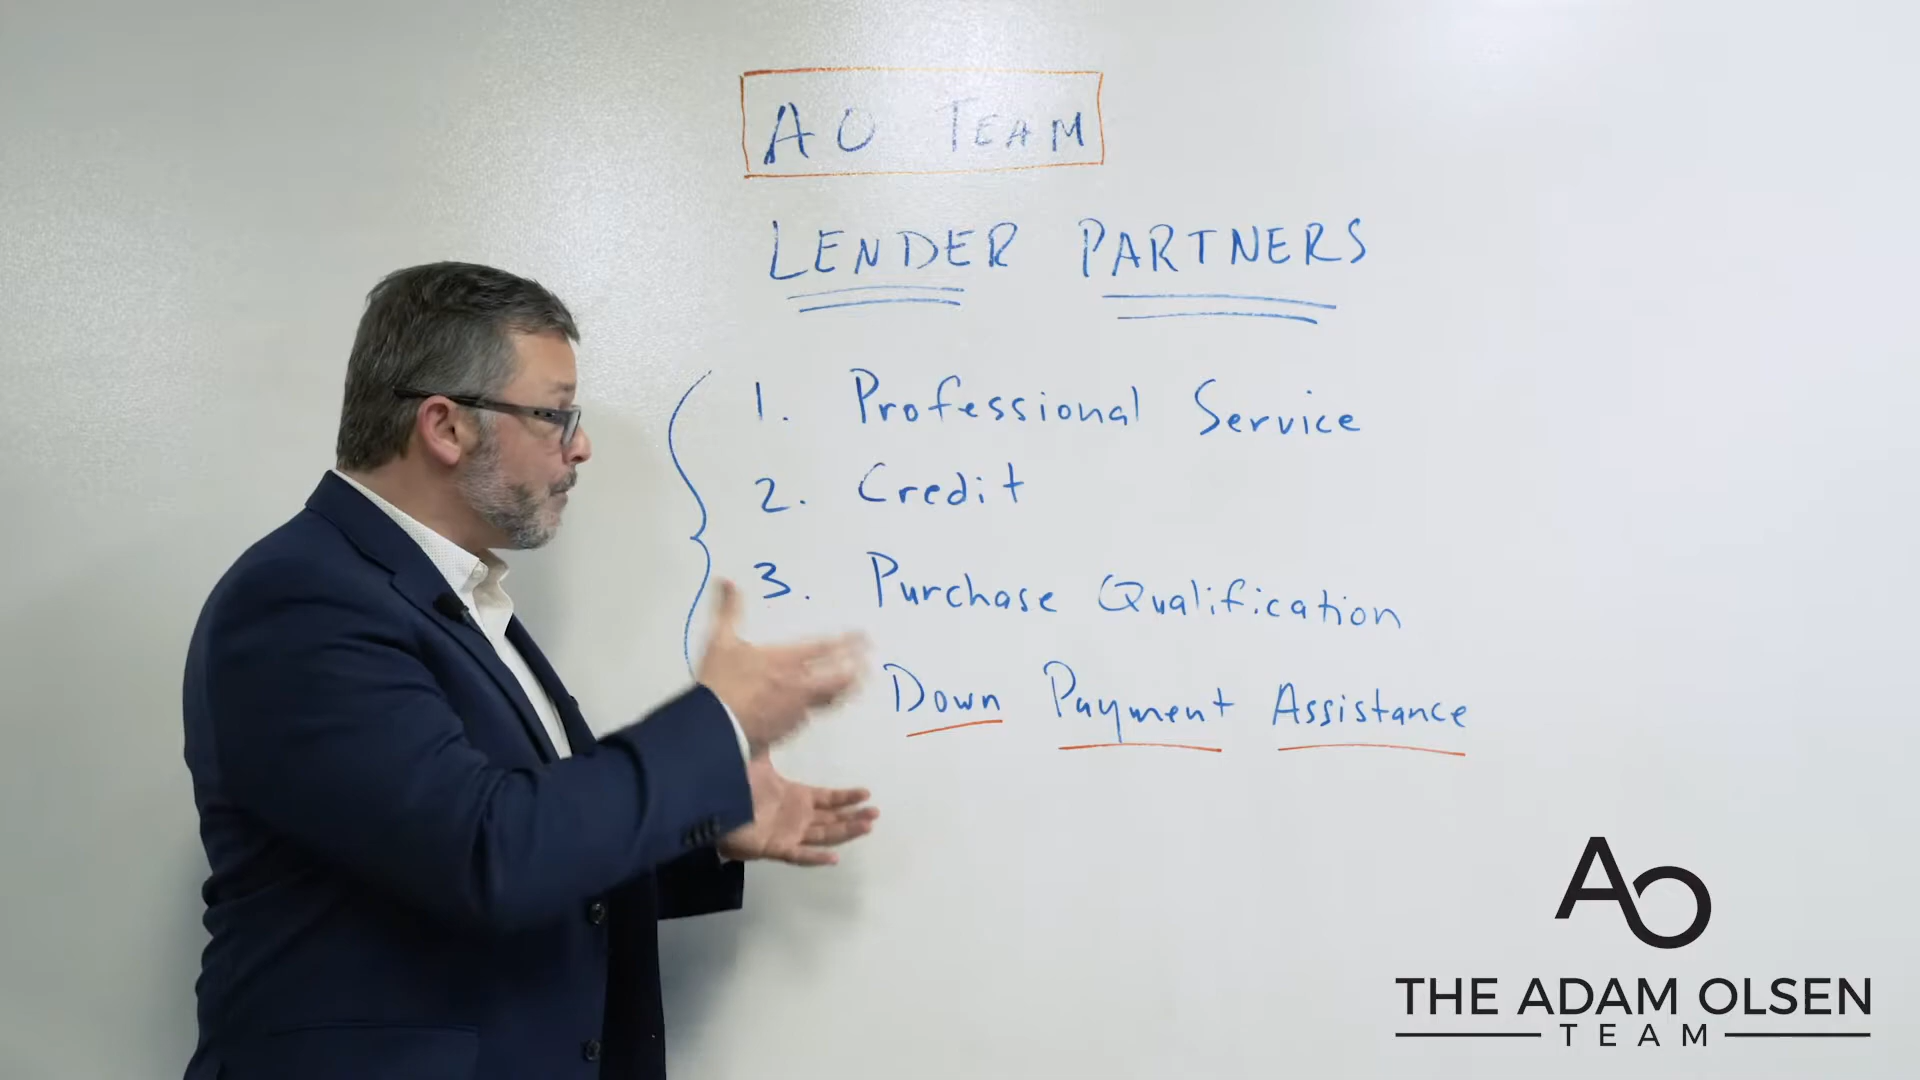 AO TEAM
LENDER PARTNERS
1. Professional Service
2. Credit
3. Purchase Qualification
Down Payment Assistance
AO
THE ADAM OLSEN
TEAM